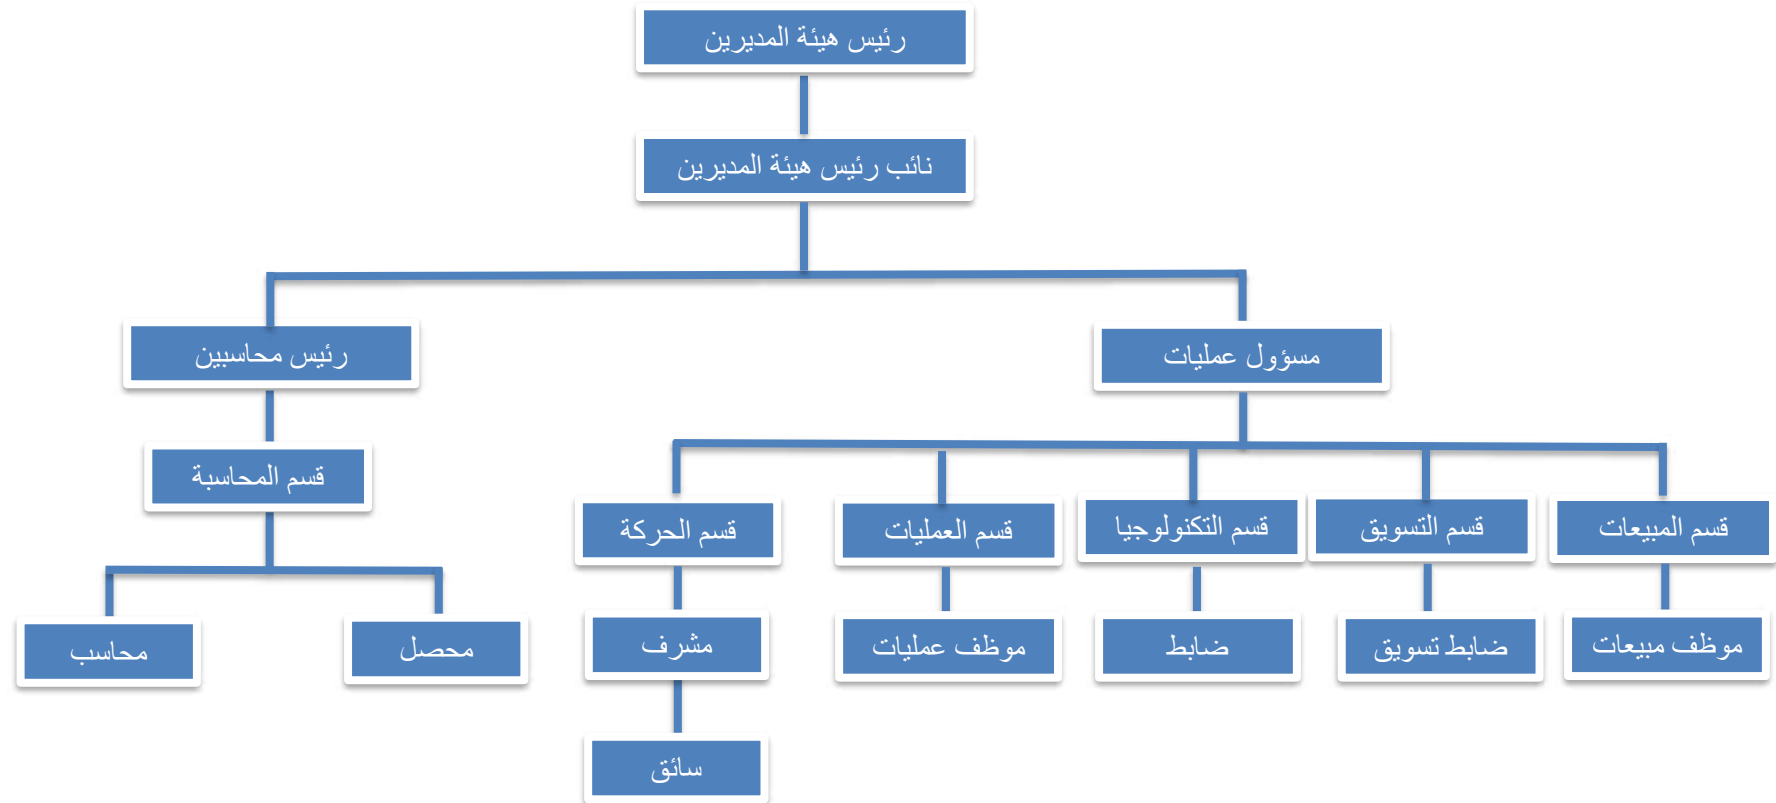 رئيس هيئة المديرين
نائب رئيس هيئة المديرين
مسؤول عمليات
رئيس محاسبين
قسم المحاسبة
قسم المبيعات
قسم التسويق
قسم التكنولوجيا
قسم العمليات
قسم الحركة
موظف مبيعات
ضابط تسويق
ضابط
موظف عمليات
مشرف
محصل
محاسب
سائق